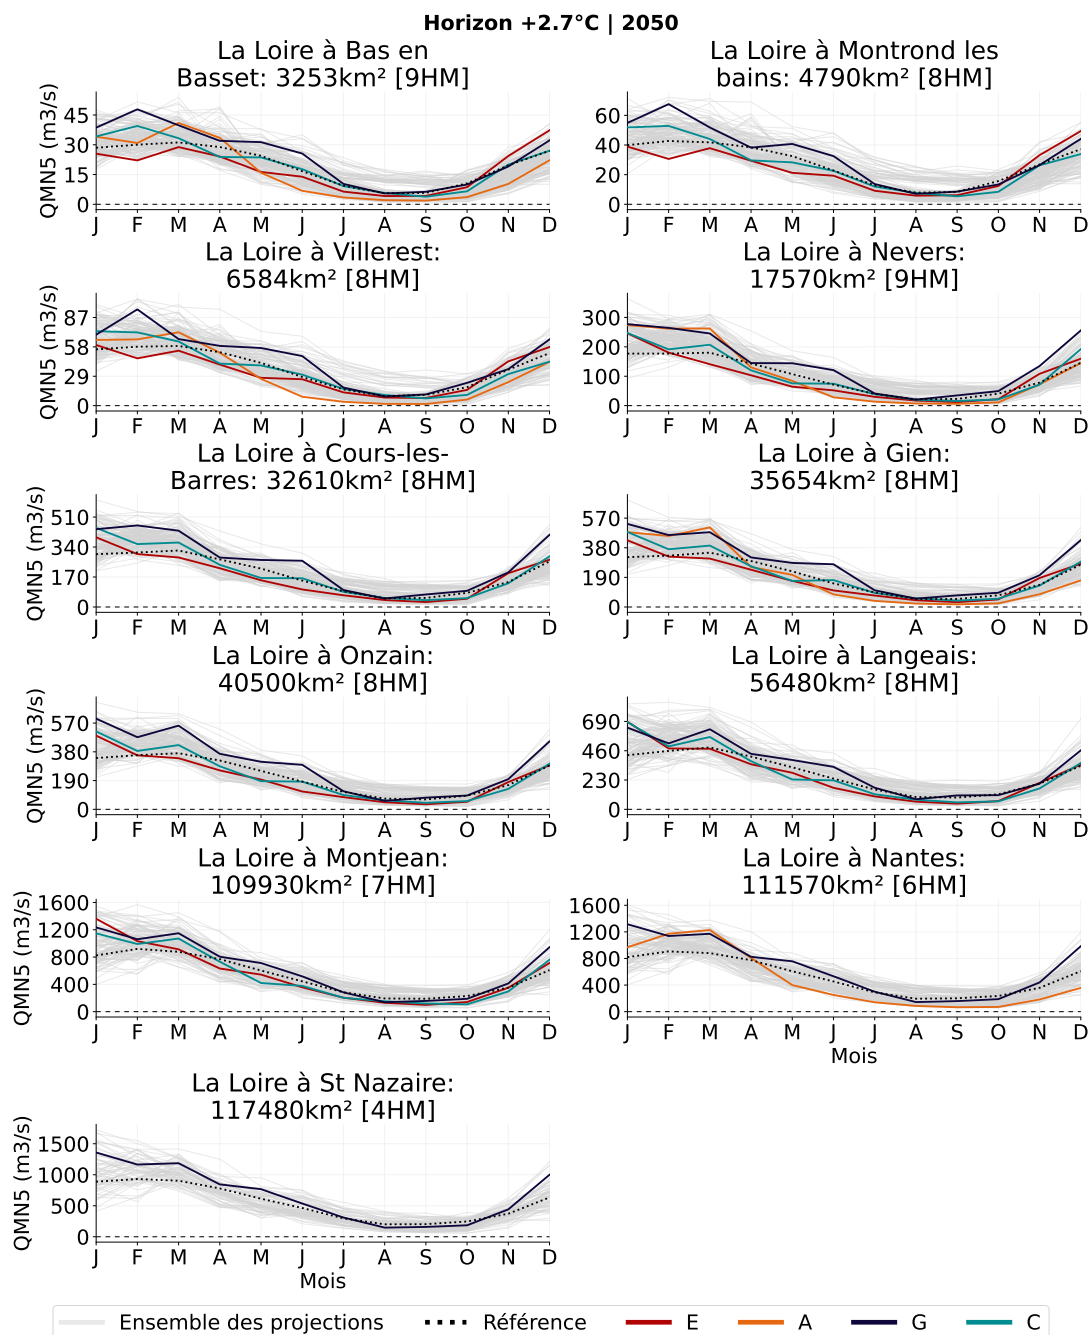 Horizon +2.7°C | 2050
La Loire à Bas en
Basset: 3253km² [9HM]
QMN5 (m3/s)
45
30
15
0
J F M A M J J A S O N D
La Loire à Montrond les
bains: 4790km² [8HM]
60
40
20
0
J F M A M J J A S O N D
La Loire à Villerest:
6584km² [8HM]
QMN5 (m3/s)
87
58
29
0
J F M A M J J A S O N D
La Loire à Nevers:
17570km² [9HM]
300
200
100
0
J F M A M J J A S O N D
La Loire à Cours-les-
Barres: 32610km² [8HM]
QMN5 (m3/s)
510
340
170
0
J F M A M J J A S O N D
La Loire à Gien:
35654km² [8HM]
570
380
190
0
J F M A M J J A S O N D
La Loire à Onzain:
40500km² [8HM]
QMN5 (m3/s)
570
380
190
0
J F M A M J J A S O N D
La Loire à Langeais:
56480km² [8HM]
690
460
230
0
J F M A M J J A S O N D
La Loire à Montjean:
109930km² [7HM]
QMN5 (m3/s)
1600
1200
800
400
0
J F M A M J J A S O N D
La Loire à Nantes:
111570km² [6HM]
1600
1200
800
400
0
J F M A M J J A S O N D
Mois
La Loire à St Nazaire:
117480km² [4HM]
QMN5 (m3/s)
1500
1000
500
0
J F M A M J J A S O N D
Mois
Ensemble des projections Référence E A G C